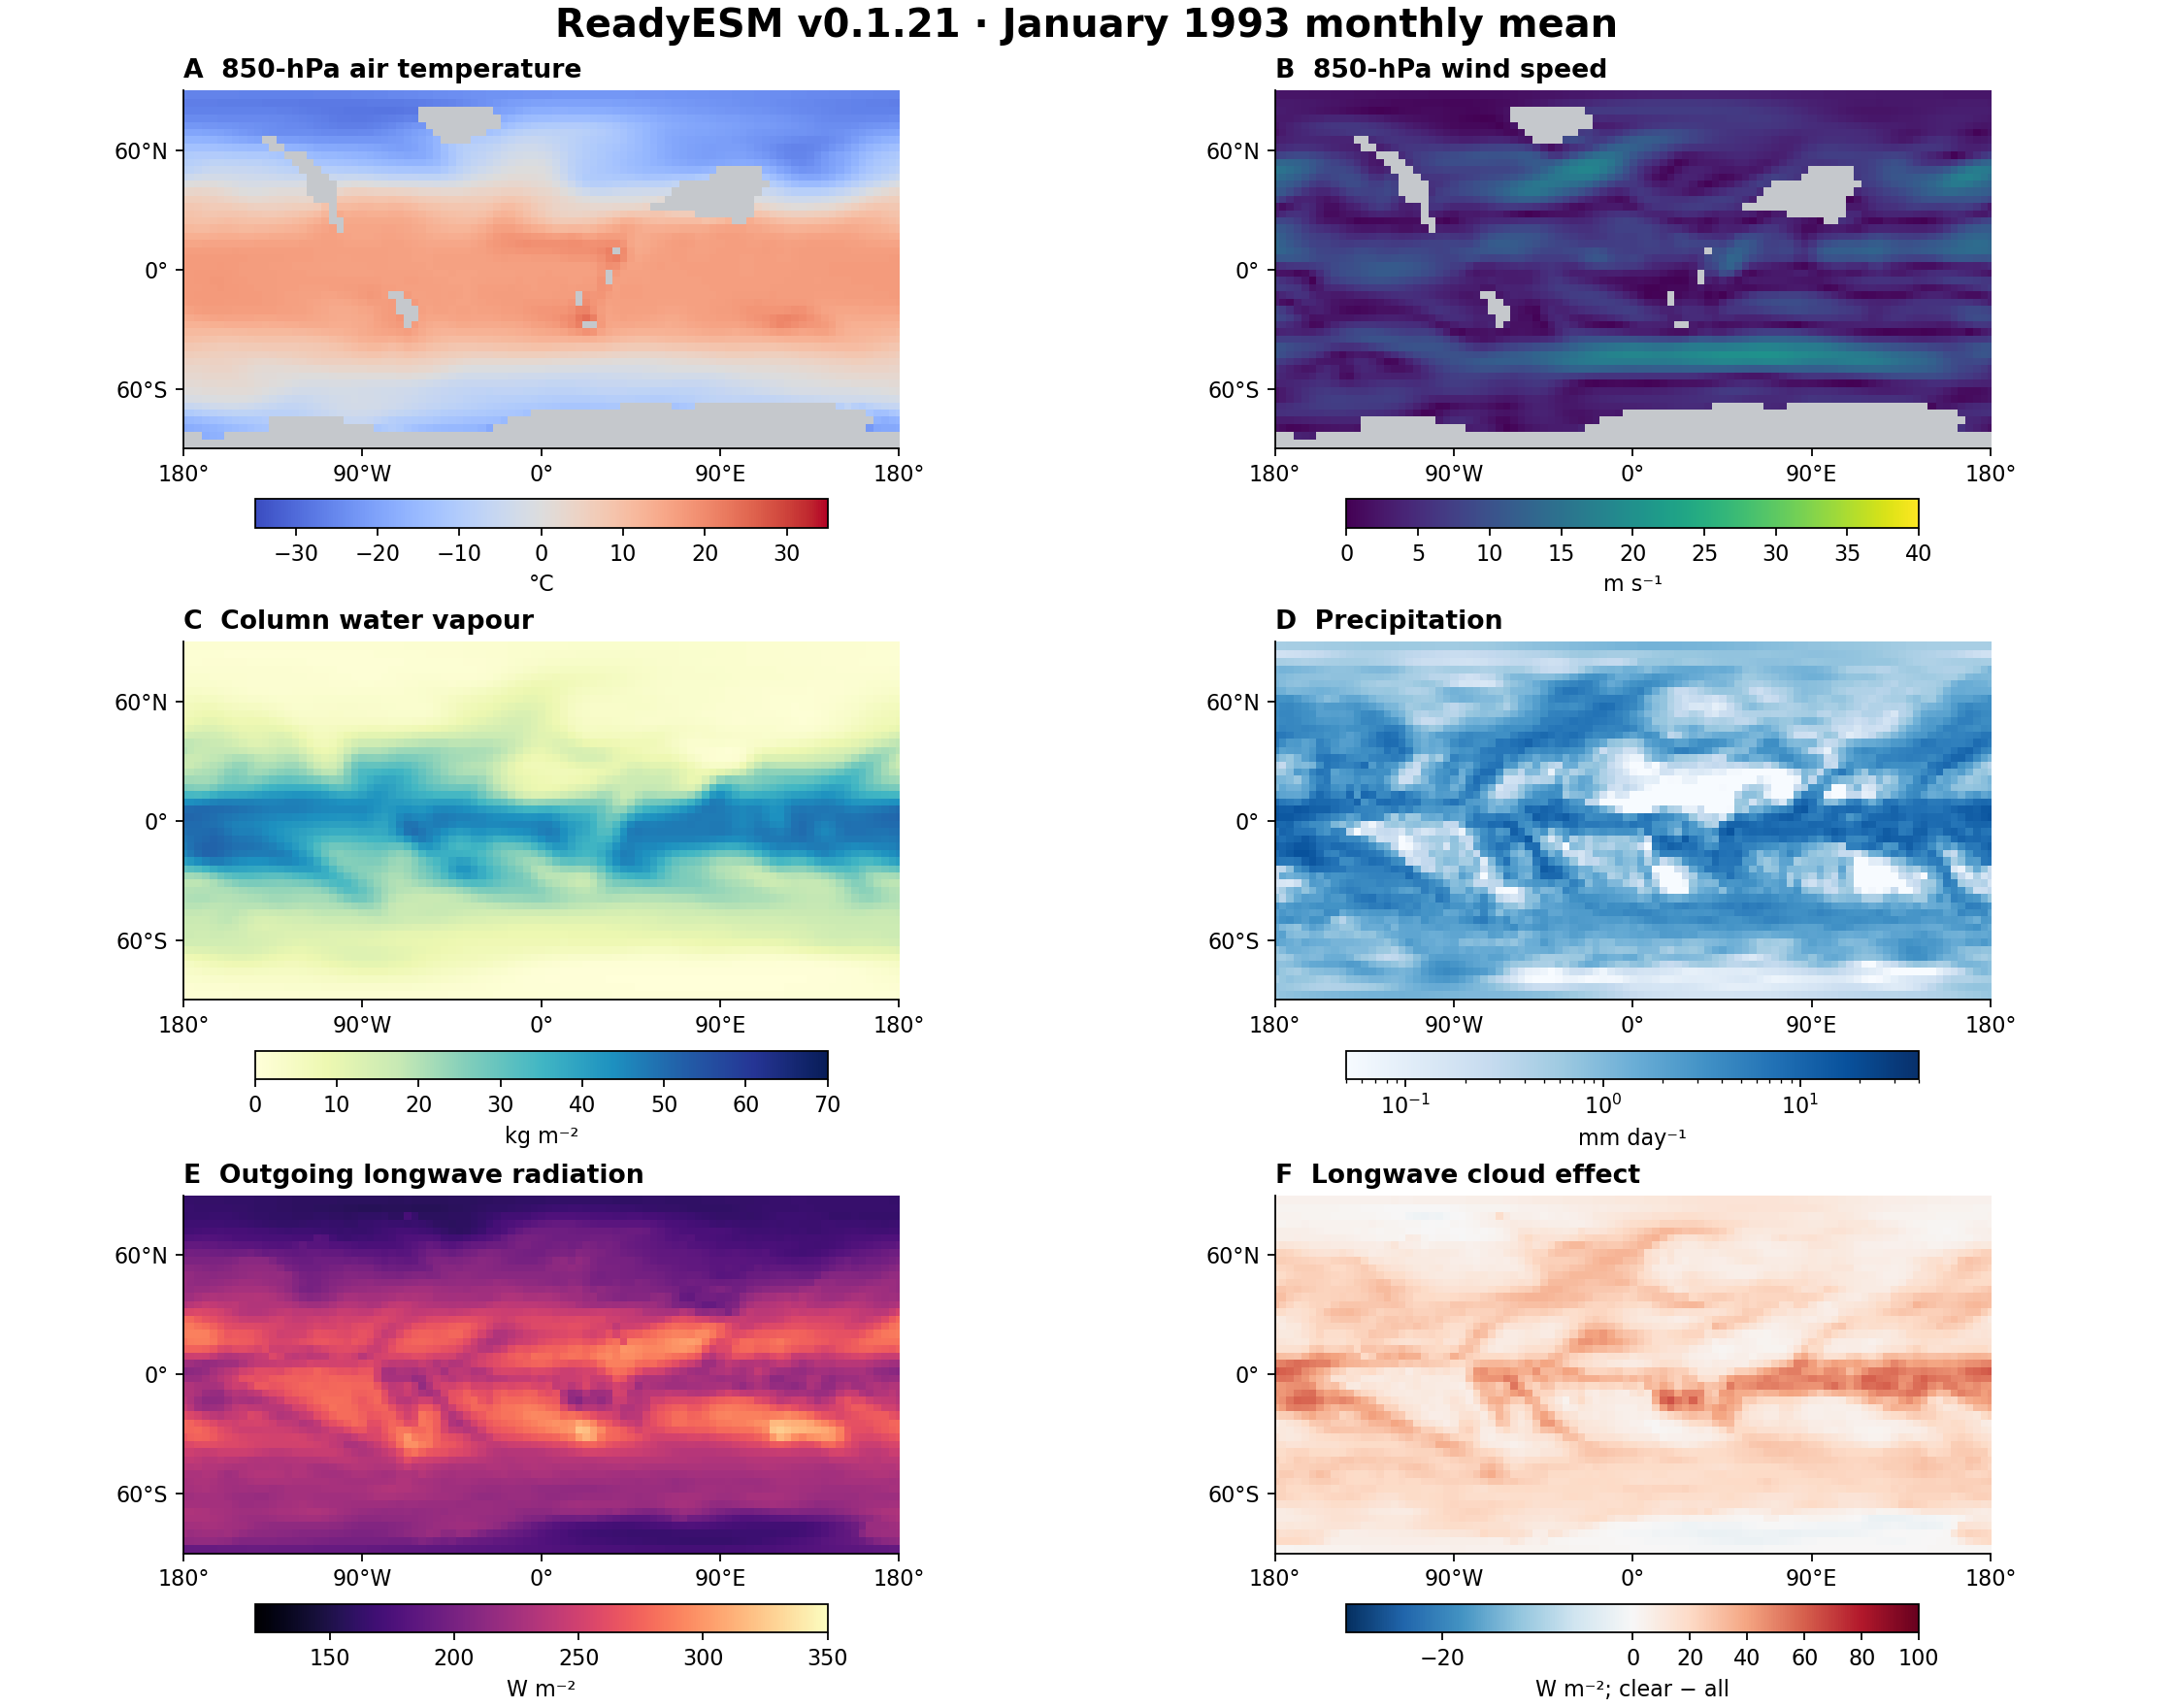 ReadyESM v0.1.21 · January 1993 monthly mean
A 850-hPa air temperature
60°N
0°
60°S
180° 90°W 0° 90°E 180°
−30 −20 −10 0 10 20 30
°C
B 850-hPa wind speed
60°N
0°
60°S
180° 90°W 0° 90°E 180°
0 5 10 15 20 25 30 35 40
m s⁻¹
C Column water vapour
60°N
0°
60°S
180° 90°W 0° 90°E 180°
0 10 20 30 40 50 60 70
kg m⁻²
D Precipitation
60°N
0°
60°S
180° 90°W 0° 90°E 180°
10⁻¹ 10⁰ 10¹
mm day⁻¹
E Outgoing longwave radiation
60°N
0°
60°S
180° 90°W 0° 90°E 180°
150 200 250 300 350
W m⁻²
F Longwave cloud effect
60°N
0°
60°S
180° 90°W 0° 90°E 180°
−20 0 20 40 60 80 100
W m⁻²; clear − all